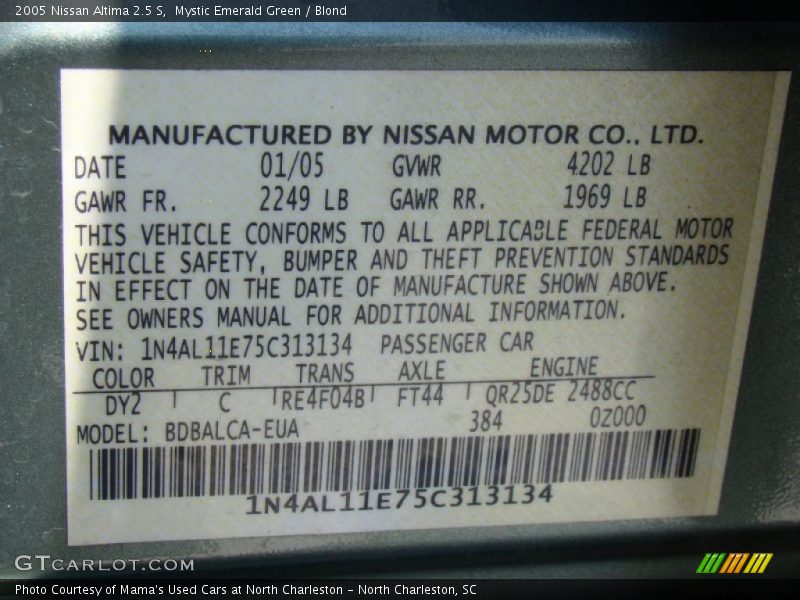 2005 Nissan Altima 2.5 S, Mystic Emerald Green / Blond
MANUFACTURED BY NISSAN MOTOR CO., LTD.
DATE 01/05 GVWR 4202 LB
GAWR FR. 2249 LB GAWR RR. 1969 LB
THIS VEHICLE CONFORMS TO ALL APPLICABLE FEDERAL MOTOR
VEHICLE SAFETY, BUMPER AND THEFT PREVENTION STANDARDS
IN EFFECT ON THE DATE OF MANUFACTURE SHOWN ABOVE.
SEE OWNERS MANUAL FOR ADDITIONAL INFORMATION.
VIN: 1N4AL11E75C313134 PASSENGER CAR
COLOR TRIM TRANS AXLE ENGINE
DY2 C RE4F04B FT44 QR25DE 2488CC
MODEL: BDBALCA-EUA 384 0Z000
1N4AL11E75C313134
GTCARLOT.COM
Photo Courtesy of Mama's Used Cars at North Charleston - North Charleston, SC